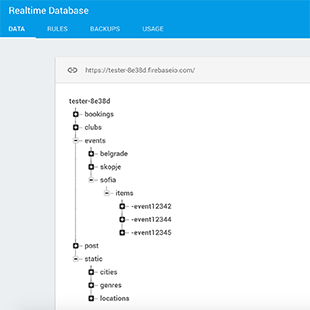 Realtime Database
DATA RULES BACKUPS USAGE
https://tester-8e38d.firebaseio.com/
tester-8e38d
bookings
clubs
events
belgrade
skopje
sofia
items
-event12342
-event12344
-event12345
post
static
cities
genres
locations